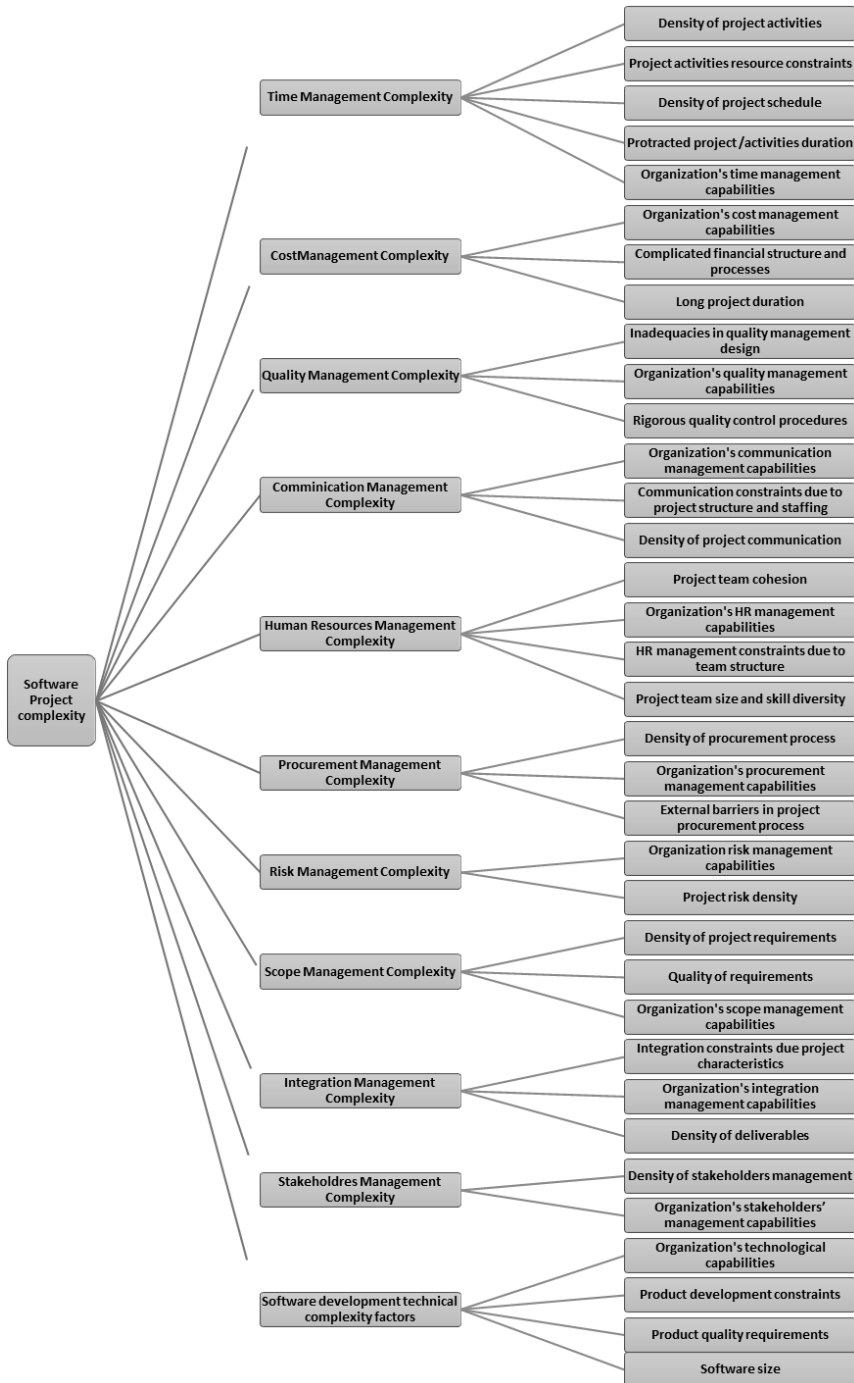 Software
Project
complexity
Time Management Complexity
Density of project activities
Project activities resource constraints
Density of project schedule
Protracted project/activities duration
Organization's time management
capabilities
CostManagement Complexity
Organization's cost management
capabilities
Complicated financial structure and
processes
Long project duration
Quality Management Complexity
Inadequacies in quality management
design
Organization's quality management
capabilities
Rigorous quality control procedures
Comminication Management
Complexity
Organization's communication
management capabilities
Communication constraints due to
project structure and staffing
Density of project communication
Human Resources Management
Complexity
Project team cohesion
Organization's HR management
capabilities
HR management constraints due to
team structure
Project team size and skill diversity
Procurement Management
Complexity
Density of procurement process
Organization's procurement
management capabilities
External barriers in project
procurement process
Risk Management Complexity
Organization risk management
capabilities
Project risk density
Scope Management Complexity
Density of project requirements
Quality of requirements
Organization's scope management
capabilities
Integration Management
Complexity
Integration constraints due project
characteristics
Organization's integration
management capabilities
Density of deliverables
Stakeholdres Management
Complexity
Density of stakeholders management
Organization's stakeholders’
management capabilities
Software development technical
complexity factors
Organization's technological
capabilities
Product development constraints
Product quality requirements
Software size